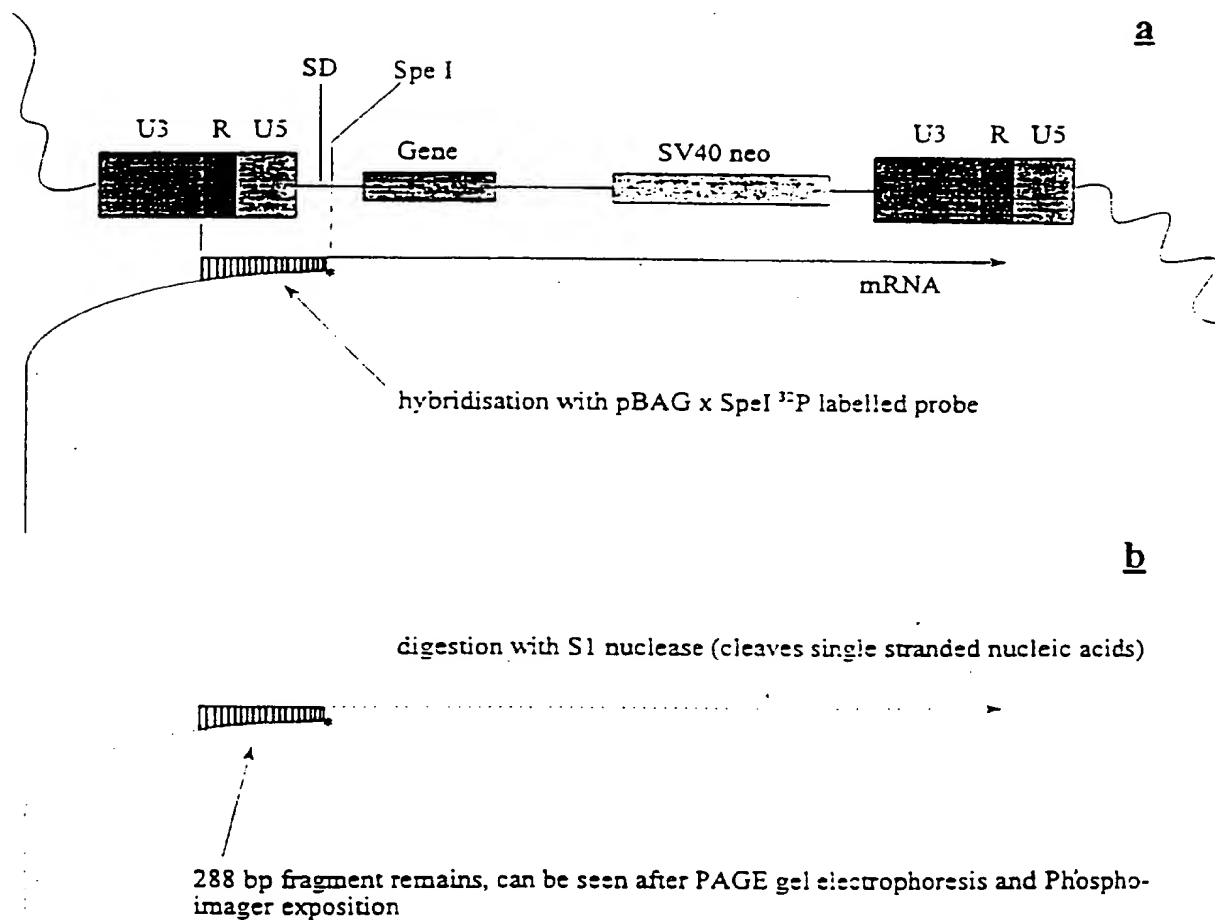 a
SD
Spe I
U3 R U5
Gene
SV40 neo
U3 R U5
mRNA
hybridisation with pBAG x SpeI ³²P labelled probe
b
digestion with S1 nuclease (cleaves single stranded nucleic acids)
288 bp fragment remains, can be seen after PAGE gel electrophoresis and Phospho-
imager exposition